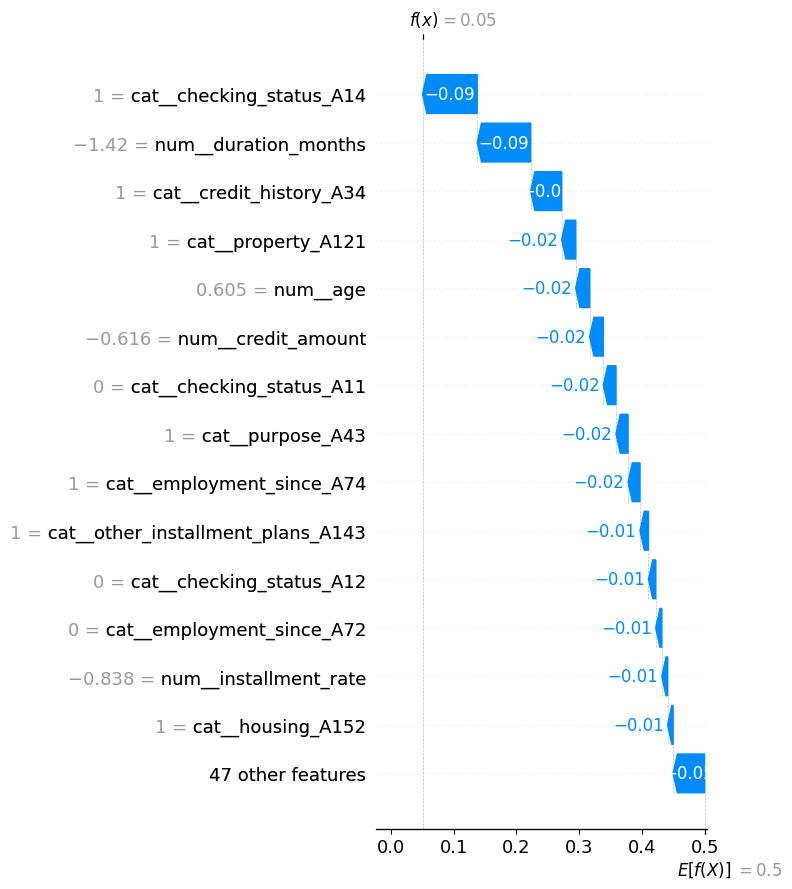 f(x) = 0.05
1 = cat__checking_status_A14
−0.09
−1.42 = num__duration_months
−0.09
1 = cat__credit_history_A34
−0.0
1 = cat__property_A121
−0.02
0.605 = num__age
−0.02
−0.616 = num__credit_amount
−0.02
0 = cat__checking_status_A11
−0.02
1 = cat__purpose_A43
−0.02
1 = cat__employment_since_A74
−0.02
1 = cat__other_installment_plans_A143
−0.01
0 = cat__checking_status_A12
−0.01
0 = cat__employment_since_A72
−0.01
−0.838 = num__installment_rate
−0.01
1 = cat__housing_A152
−0.01
47 other features
0.0 0.1 0.2 0.3 0.4 0.5
E[f(X)] = 0.5